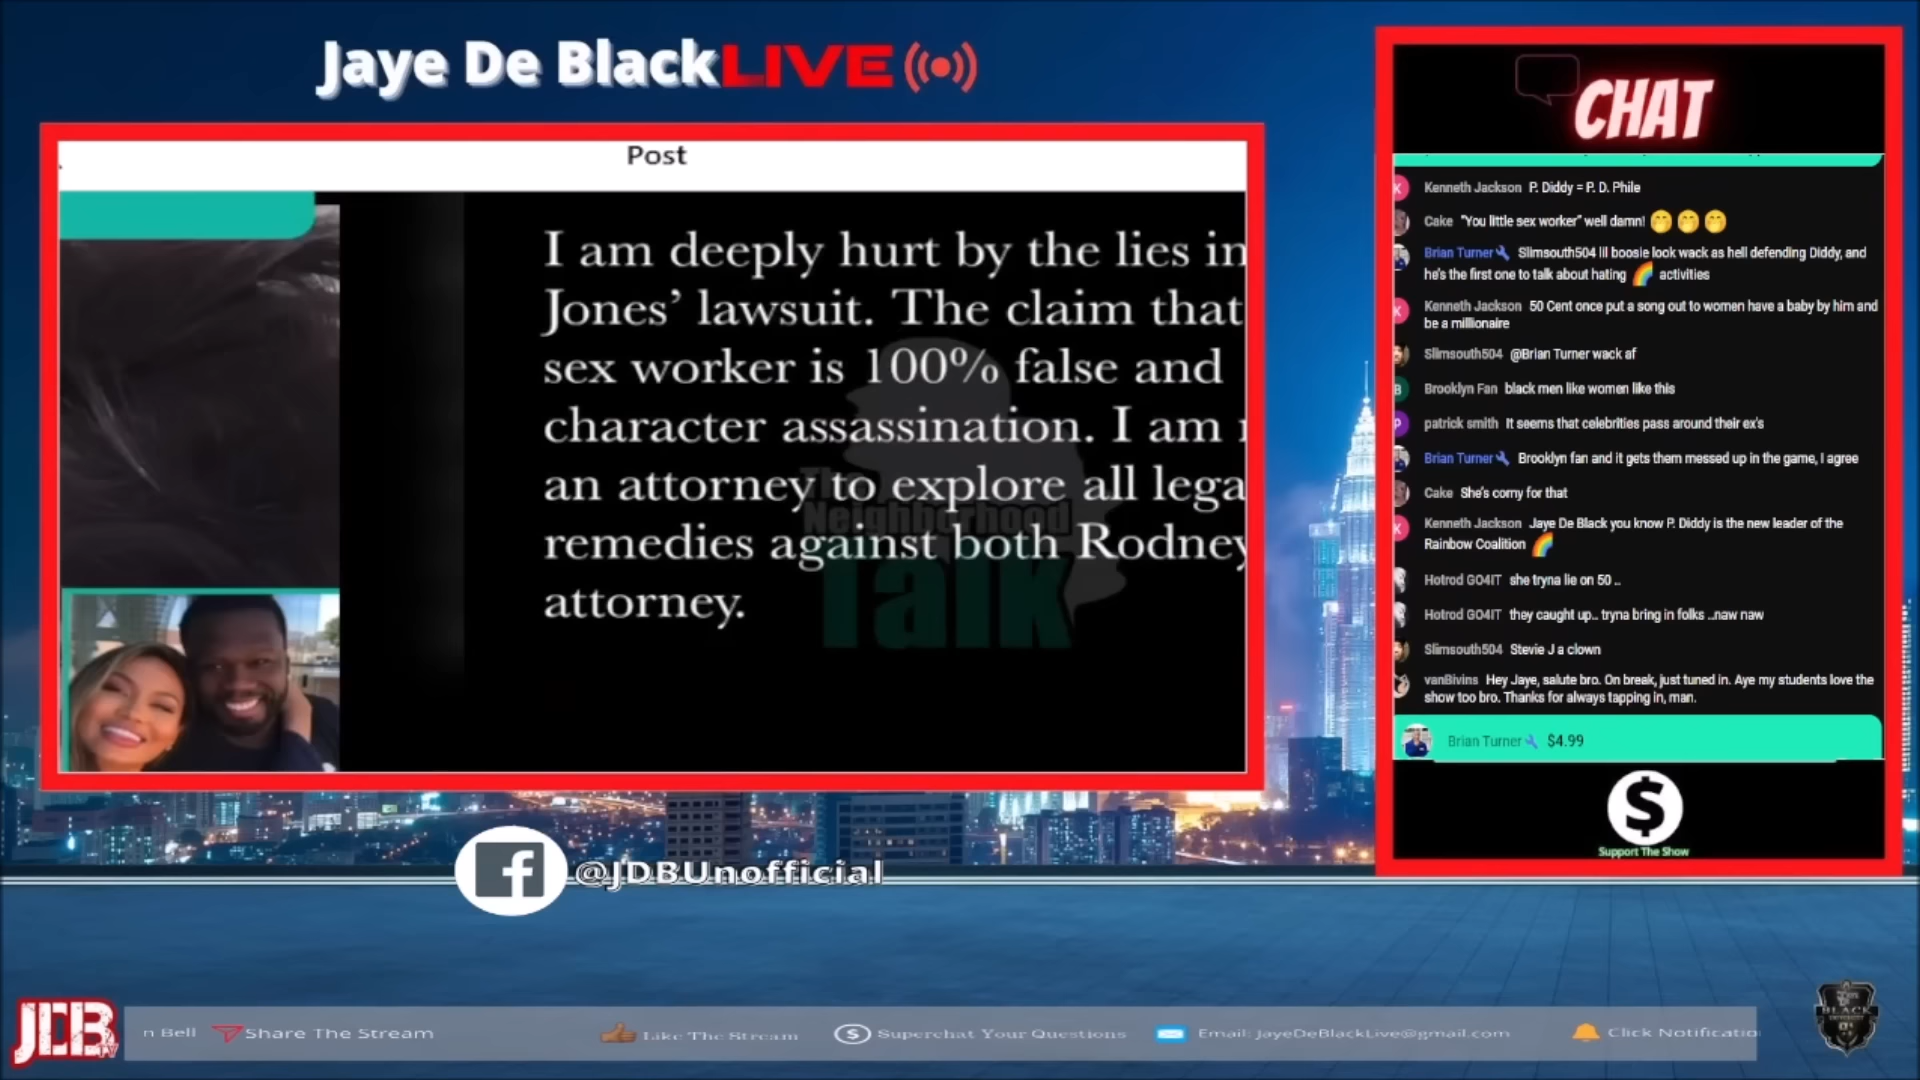 Jaye De Black LIVE
CHAT
Post
I am deeply hurt by the lies in
Jones’ lawsuit. The claim that
sex worker is 100% false and
character assassination. I am
an attorney to explore all lega
remedies against both Rodney
attorney.
The
Neighborhood
Talk
Kenneth Jackson P. Diddy = P. D. Phile
Cake “You little sex worker” well damn! 🤭 🤭 🤭
Brian Turner🔧 Slimsouth504 lil boosie look wack as hell defending Diddy, and
he's the first one to talk about hating 🌈 activities
Kenneth Jackson 50 Cent once put a song out to women have a baby by him and
be a millionaire
Slimsouth504 @Brian Turner wack af
Brooklyn Fan black men like women like this
patrick smith It seems that celebrities pass around their ex's
Brian Turner🔧 Brooklyn fan and it gets them messed up in the game, I agree
Cake She's corny for that
Kenneth Jackson Jaye De Black you know P. Diddy is the new leader of the
Rainbow Coalition 🌈
Hotrod GO4IT she tryna lie on 50 ..
Hotrod GO4IT they caught up.. tryna bring in folks ..naw naw
Slimsouth504 Stevie J a clown
vanBivins Hey Jaye, salute bro. On break, just tuned in. Aye my students love the
show too bro. Thanks for always tapping in, man.
Brian Turner🔧 $4.99
$
Support The Show
@JDBUnofficial
JDB TV
n Bell Share The Stream Like The Stream Superchat Your Questions Email: JayeDeBlackLive@gmail.com Click Notificatio
BLACK